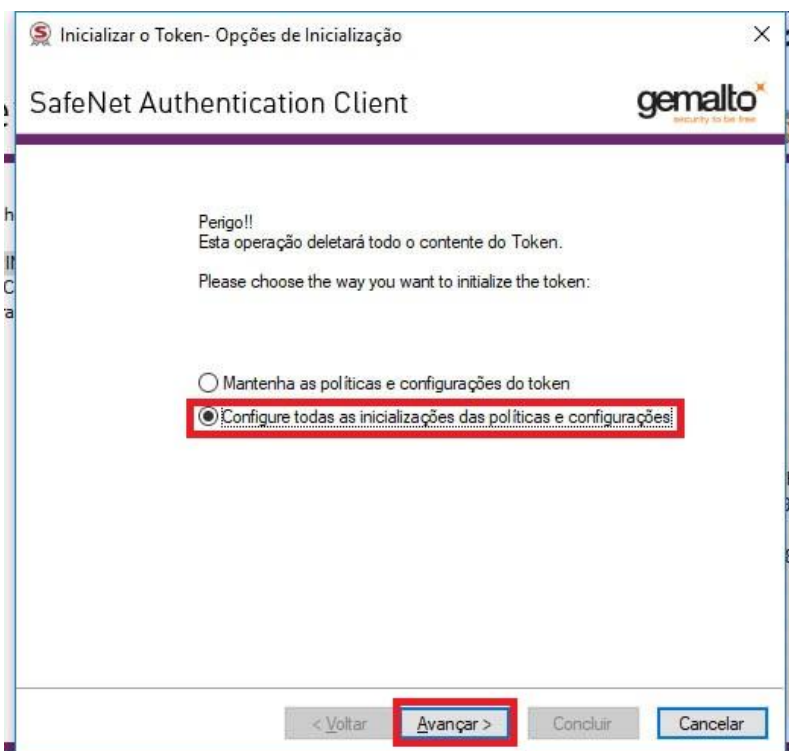 Inicializar o Token- Opções de Inicialização
SafeNet Authentication Client
gemalto
security to be free
Perigo!!
Esta operação deletará todo o contente do Token.
Please choose the way you want to initialize the token:
Mantenha as políticas e configurações do token
Configure todas as inicializações das políticas e configurações
< Voltar
Avançar >
Concluir
Cancelar